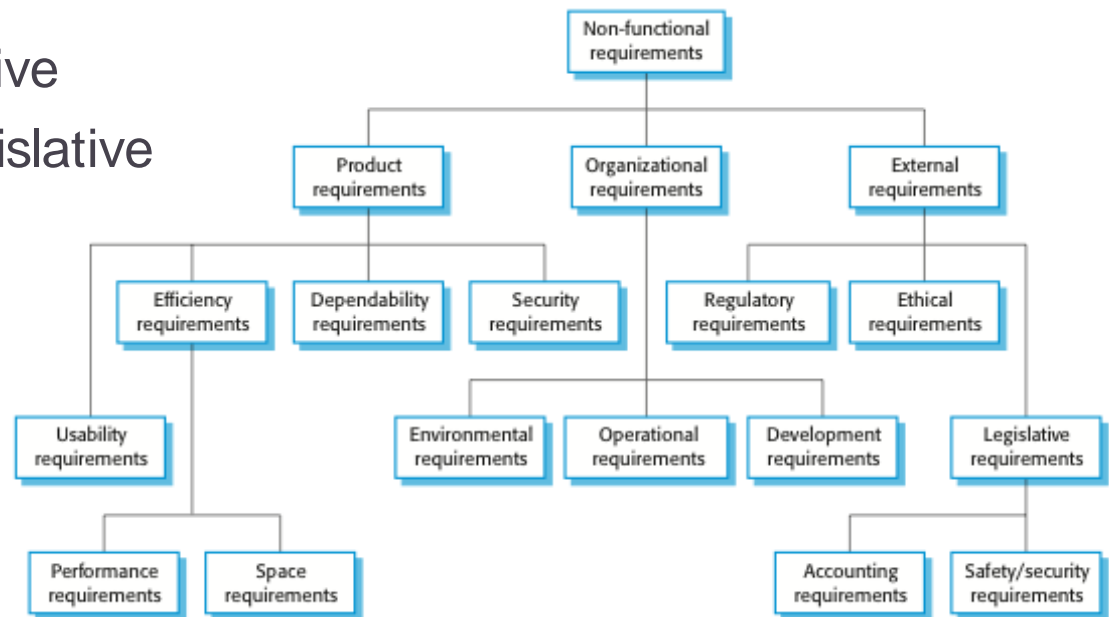 ive
islative
Non-functional
requirements
Product
requirements
Organizational
requirements
External
requirements
Efficiency
requirements
Dependability
requirements
Security
requirements
Regulatory
requirements
Ethical
requirements
Usability
requirements
Environmental
requirements
Operational
requirements
Development
requirements
Legislative
requirements
Performance
requirements
Space
requirements
Accounting
requirements
Safety/security
requirements